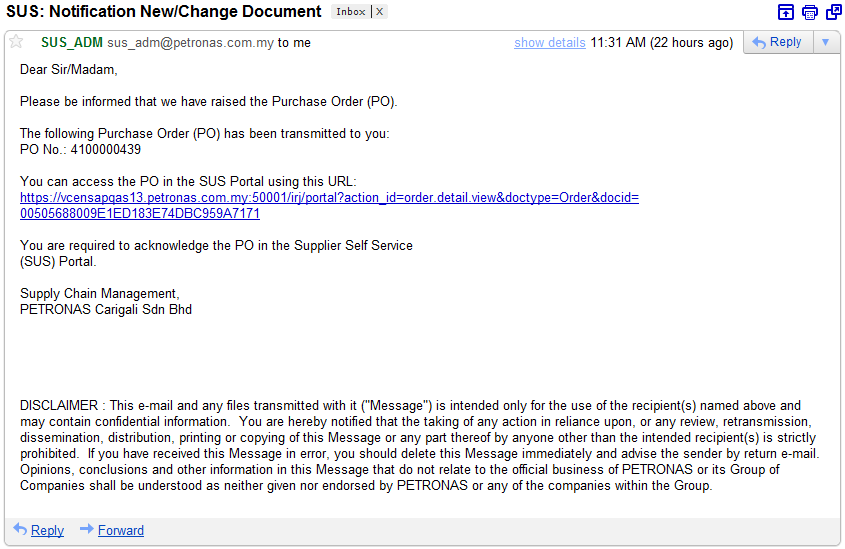 SUS: Notification New/Change Document Inbox | X
SUS_ADM sus_adm@petronas.com.my to me show details 11:31 AM (22 hours ago) Reply
Dear Sir/Madam,
Please be informed that we have raised the Purchase Order (PO).
The following Purchase Order (PO) has been transmitted to you:
PO No.: 4100000439
You can access the PO in the SUS Portal using this URL:
https://vcensapqas13.petronas.com.my:50001/irj/portal?action_id=order.detail.view&doctype=Order&docid=
00505688009E1ED183E74DBC959A7171
You are required to acknowledge the PO in the Supplier Self Service
(SUS) Portal.
Supply Chain Management,
PETRONAS Carigali Sdn Bhd
DISCLAIMER : This e-mail and any files transmitted with it ("Message") is intended only for the use of the recipient(s) named above and
may contain confidential information.  You are hereby notified that the taking of any action in reliance upon, or any review, retransmission,
dissemination, distribution, printing or copying of this Message or any part thereof by anyone other than the intended recipient(s) is strictly
prohibited.  If you have received this Message in error, you should delete this Message immediately and advise the sender by return e-mail.
Opinions, conclusions and other information in this Message that do not relate to the official business of PETRONAS or its Group of
Companies shall be understood as neither given nor endorsed by PETRONAS or any of the companies within the Group.
Reply Forward